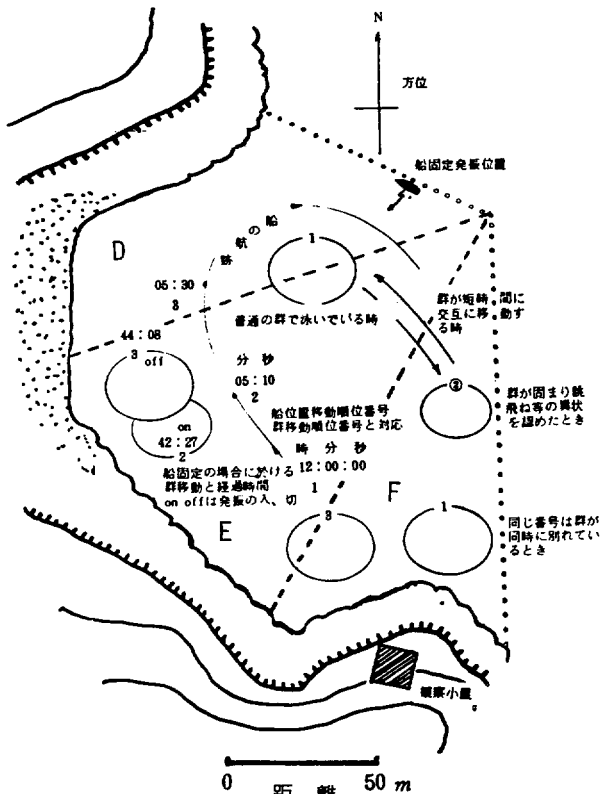 N
方位
船固定発振位置
D
船の航跡
1
05:30
3
群が短時間に
交互に移動す
る時
普通の群で泳いでいる時
44:08
3 off
分 秒
05:10
2
②
船位置移動順位番号
群移動順位番号と対応
群が固まり跳
飛ね等の異状
を認めたとき
on
42:27
2
時 分 秒
12:00:00
1
船固定の場合に於ける
群移動と経過時間
on offは発振の入、切
E
F
3
1
同じ番号は群が
同時に別れてい
るとき
観察小屋
0
50 m
距離